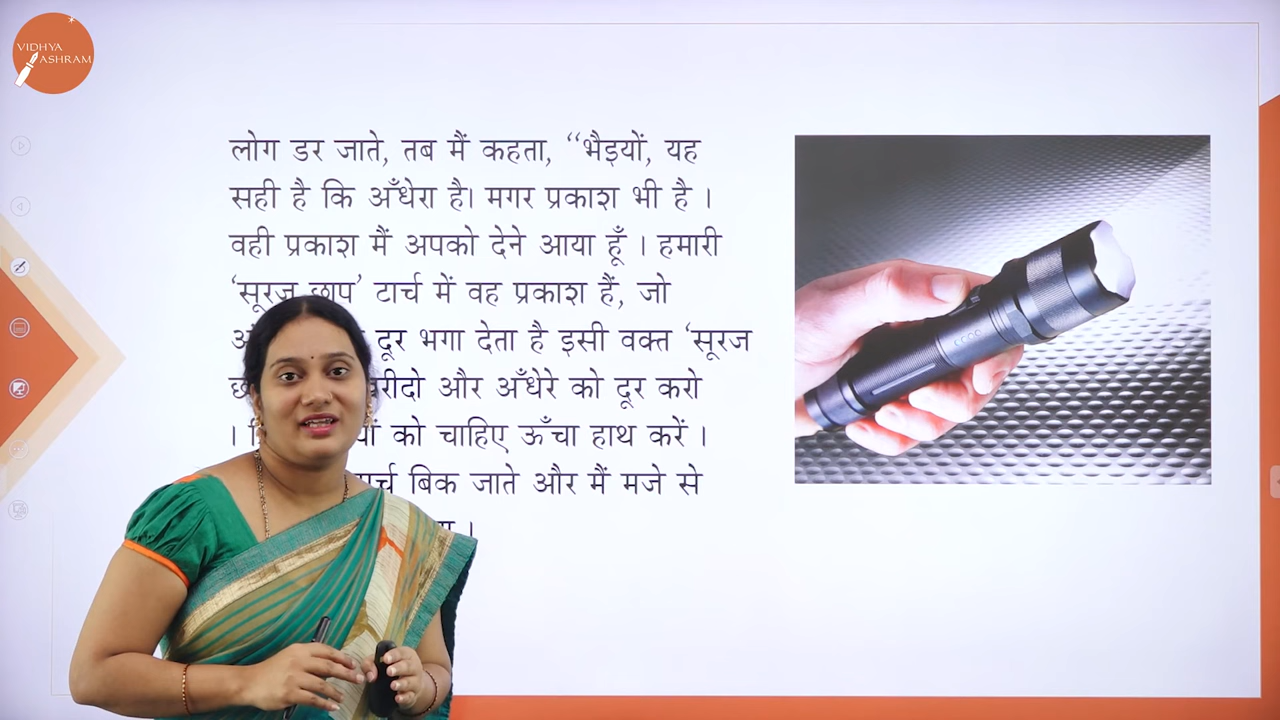 VIDHYA
ASHRAM
लोग डर जाते, तब मैं कहता, ‘‘भैइयों, यह
सही है कि अँधेरा है। मगर प्रकाश भी है ।
वही प्रकाश मैं अपको देने आया हूँ । हमारी
‘सूरज छाप’ टार्च में वह प्रकाश हैं, जो
दूर भगा देता है इसी वक्त ‘सूरज
और अँधेरे को दूर करो
। को चाहिए ऊँचा हाथ करें ।
बिक जाते और मैं मजे से
।